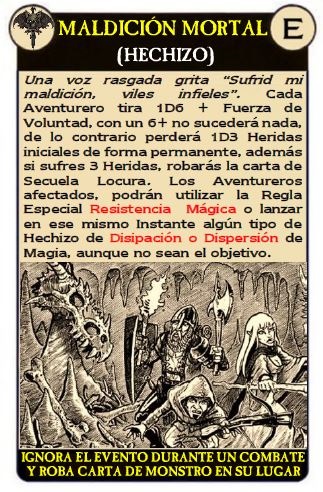 MALDICIÓN MORTAL
E
(HECHIZO)
Una voz rasgada grita “Sufrid mi
maldición, viles infieles”. Cada
Aventurero tira 1D6 + Fuerza de
Voluntad, con un 6+ no sucederá nada,
de lo contrario perderá 1D3 Heridas
iniciales de forma permanente, además
si sufres 3 Heridas, robarás la carta de
Secuela Locura. Los Aventureros
afectados, podrán utilizar la Regla
Especial Resistencia Mágica o lanzar
en ese mismo Instante algún tipo de
Hechizo de Disipación o Dispersión de
Magia, aunque no sean el objetivo.
IGNORA EL EVENTO DURANTE UN COMBATE
Y ROBA CARTA DE MONSTRO EN SU LUGAR